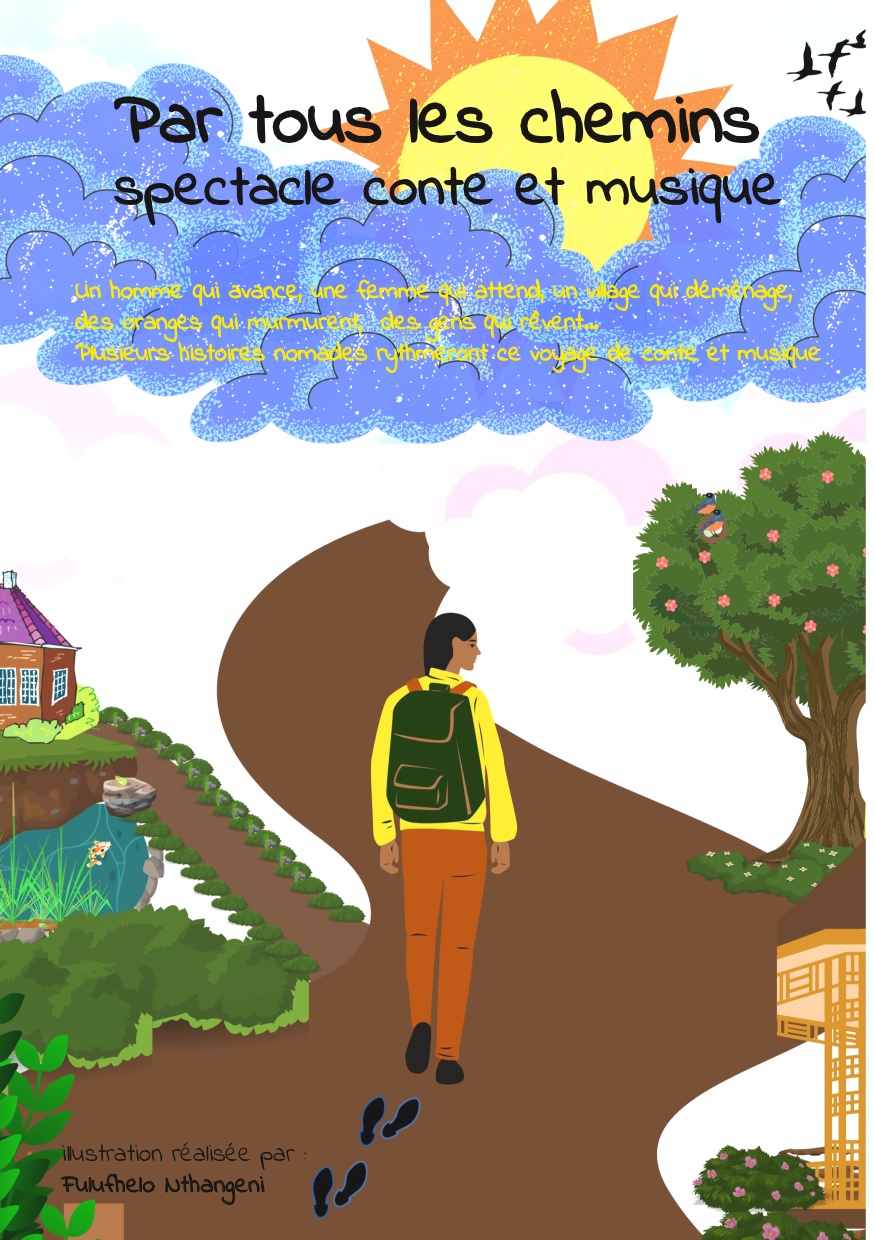 Par tous les chemins
spectacle conte et musique
Un homme qui avance, une femme qui attend, un village qui déménage,
des oranges qui murmurent, des gens qui rêvent...
Plusieurs histoires nomades rythmeront ce voyage de conte et musique
illustration réalisée par :
Fulufhelo Nthangeni